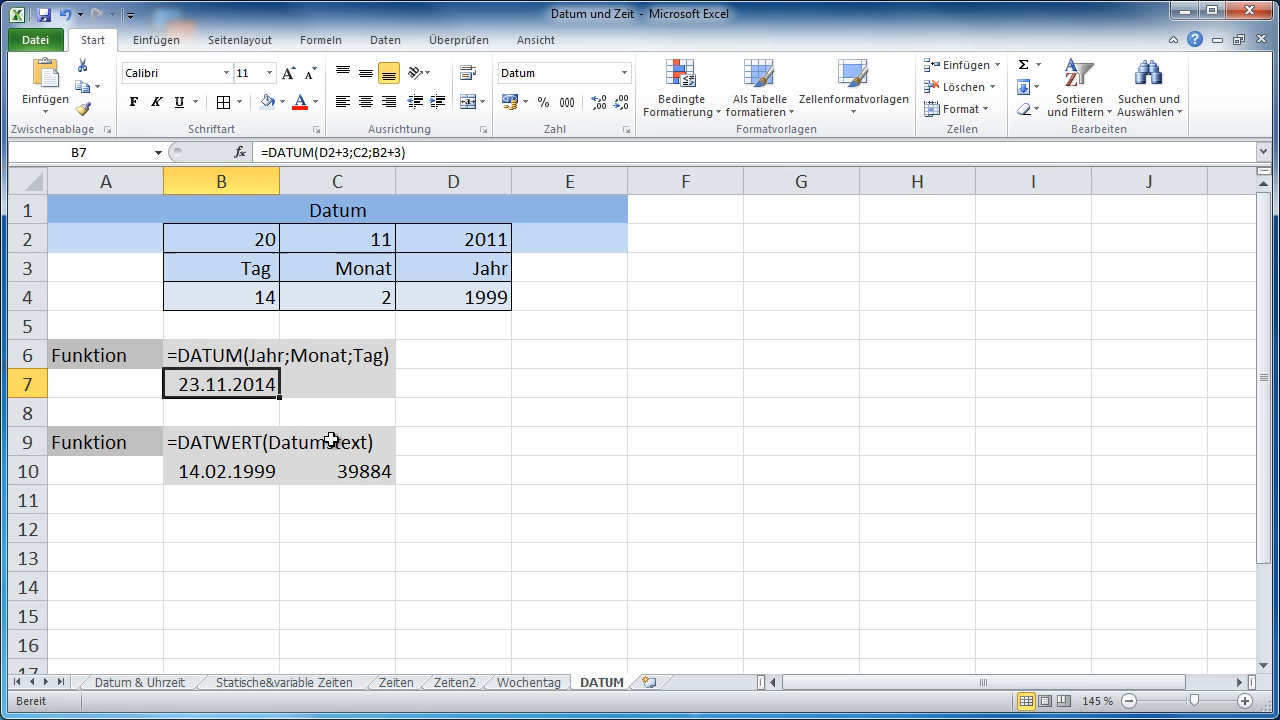 Datum und Zeit - Microsoft Excel
Datei Start Einfügen Seitenlayout Formeln Daten Überprüfen Ansicht
Einfügen
Zwischenablage
Calibri 11
F K U
Schriftart
Ausrichtung
Datum
% 000
Zahl
Bedingte Formatierung
Als Tabelle formatieren
Zellenformatvorlagen
Formatvorlagen
Einfügen
Löschen
Format
Zellen
Σ
Sortieren und Filtern
Suchen und Auswählen
Bearbeiten
B7 fx =DATUM(D2+3;C2;B2+3)
A B C D E F G H I J
1 Datum
2 20 11 2011
3 Tag Monat Jahr
4 14 2 1999
5
6 Funktion =DATUM(Jahr;Monat;Tag)
7 23.11.2014
8
9 Funktion =DATWERT(Datumstext)
10 14.02.1999 39884
11
12
13
14
15
16
17
Datum & Uhrzeit Statische&variable Zeiten Zeiten Zeiten2 Wochentag DATUM
Bereit 145 %